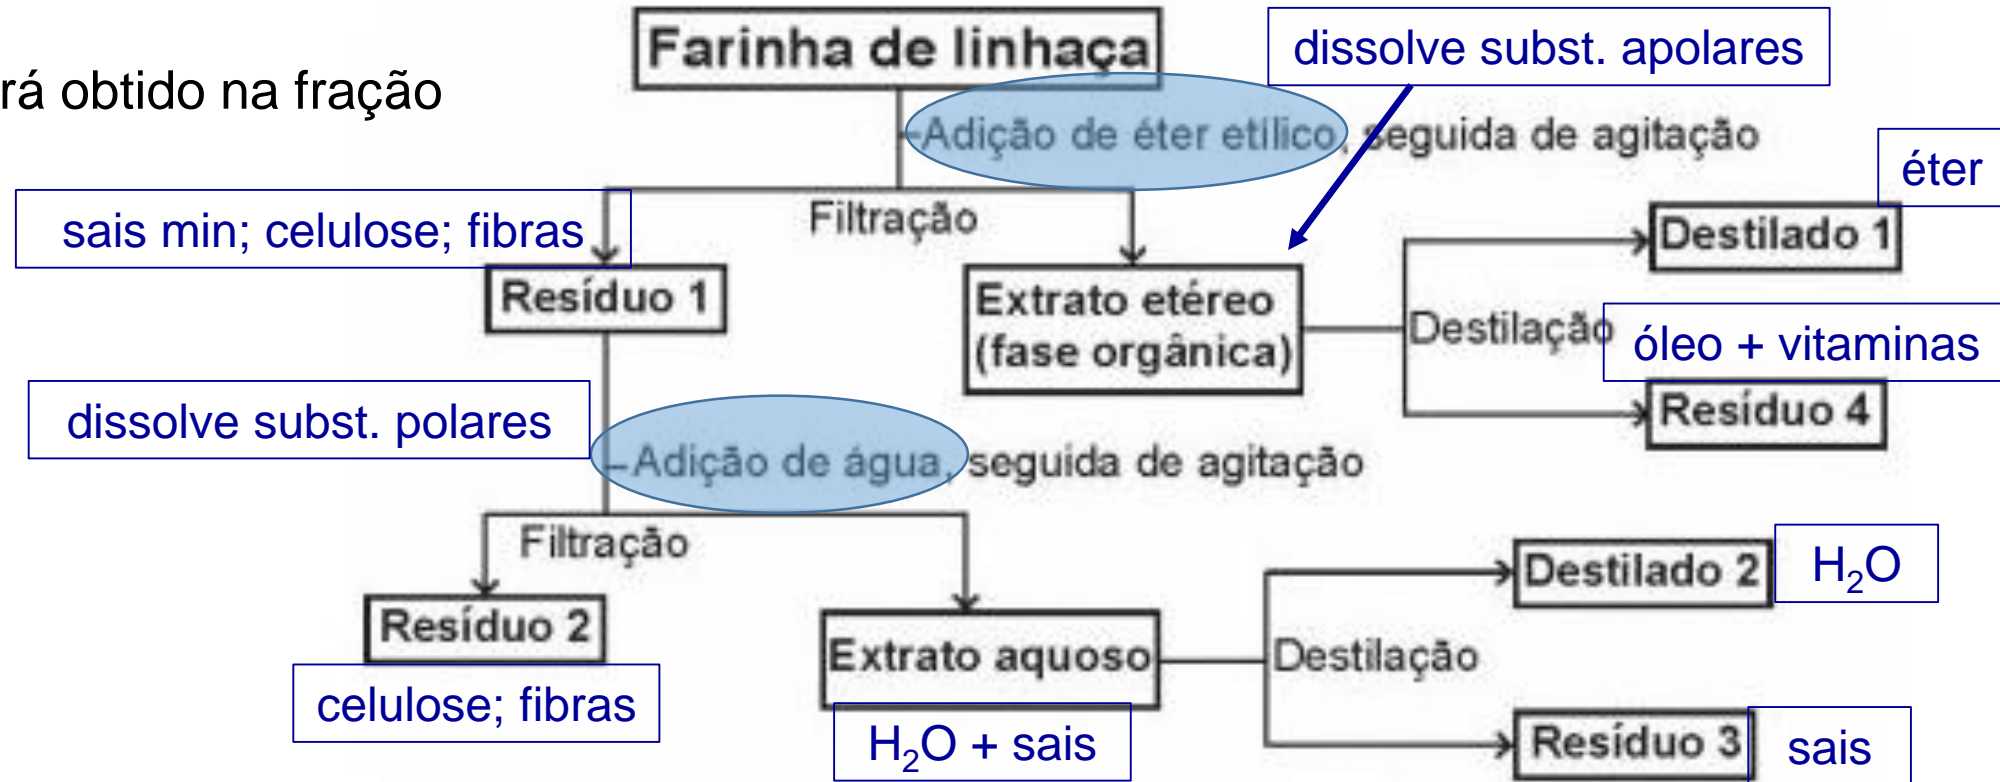 Farinha de linhaça
dissolve subst. apolares
rá obtido na fração
Adição de éter etílico, seguida de agitação
éter
sais min; celulose; fibras
Filtração
Destilado 1
Resíduo 1
Extrato etéreo
(fase orgânica)
Destilação
óleo + vitaminas
Resíduo 4
dissolve subst. polares
Adição de água, seguida de agitação
Filtração
Destilado 2
H₂O
Resíduo 2
Extrato aquoso
Destilação
celulose; fibras
H₂O + sais
Resíduo 3
sais